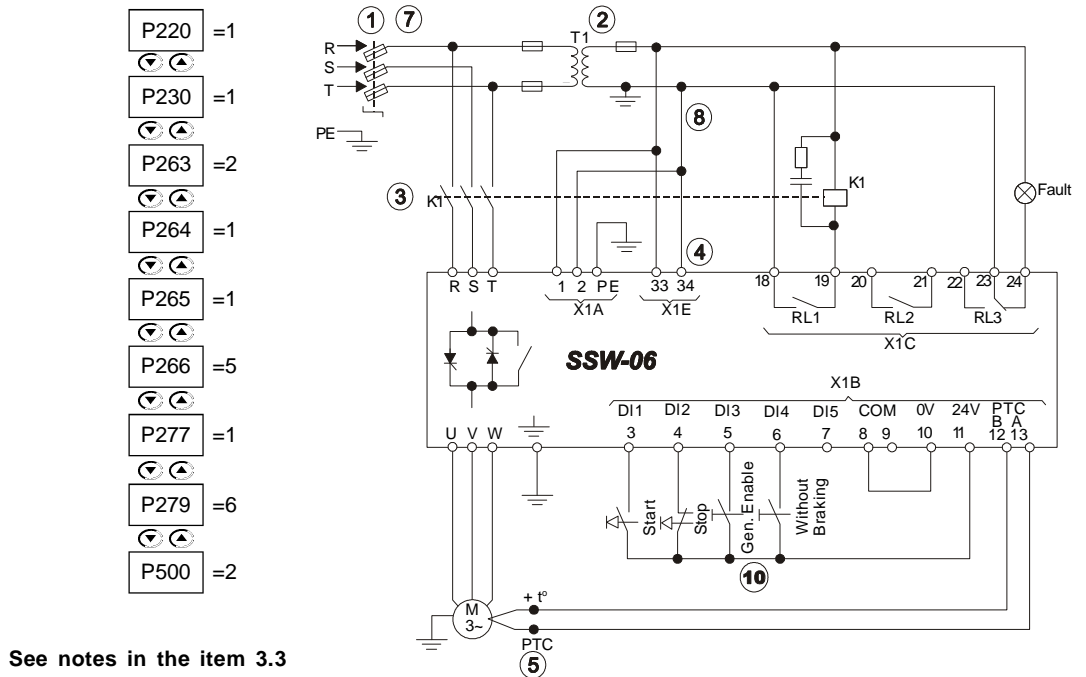 P220 =1
P230 =1
P263 =2
P264 =1
P265 =1
P266 =5
P277 =1
P279 =6
P500 =2
See notes in the item 3.3
1 7 2
T1
R
S
T
8
PE
3 K1 K1 Fault
4
R S T 1 2 PE 33 34 18 19 20 21 22 23 24
X1A X1E RL1 RL2 RL3
X1C
SSW-06
X1B
DI1 DI2 DI3 DI4 DI5 COM 0V 24V PTC
B A
U V W 3 4 5 6 7 8 9 10 11 12 13
Start
Stop
Gen. Enable
Without
Braking
10
M
3~
+ tº
PTC
5